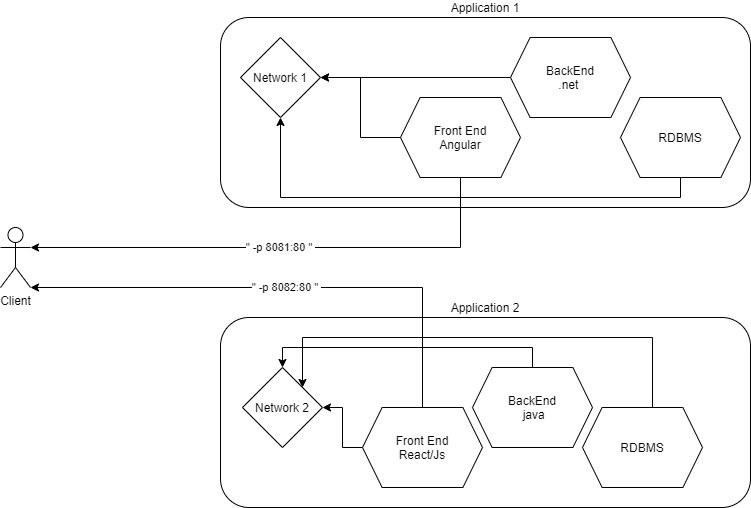 Application 1
Network 1
BackEnd
.net
Front End
Angular
RDBMS
" -p 8081:80 "
" -p 8082:80 "
Client
Application 2
Network 2
BackEnd
java
Front End
React/Js
RDBMS